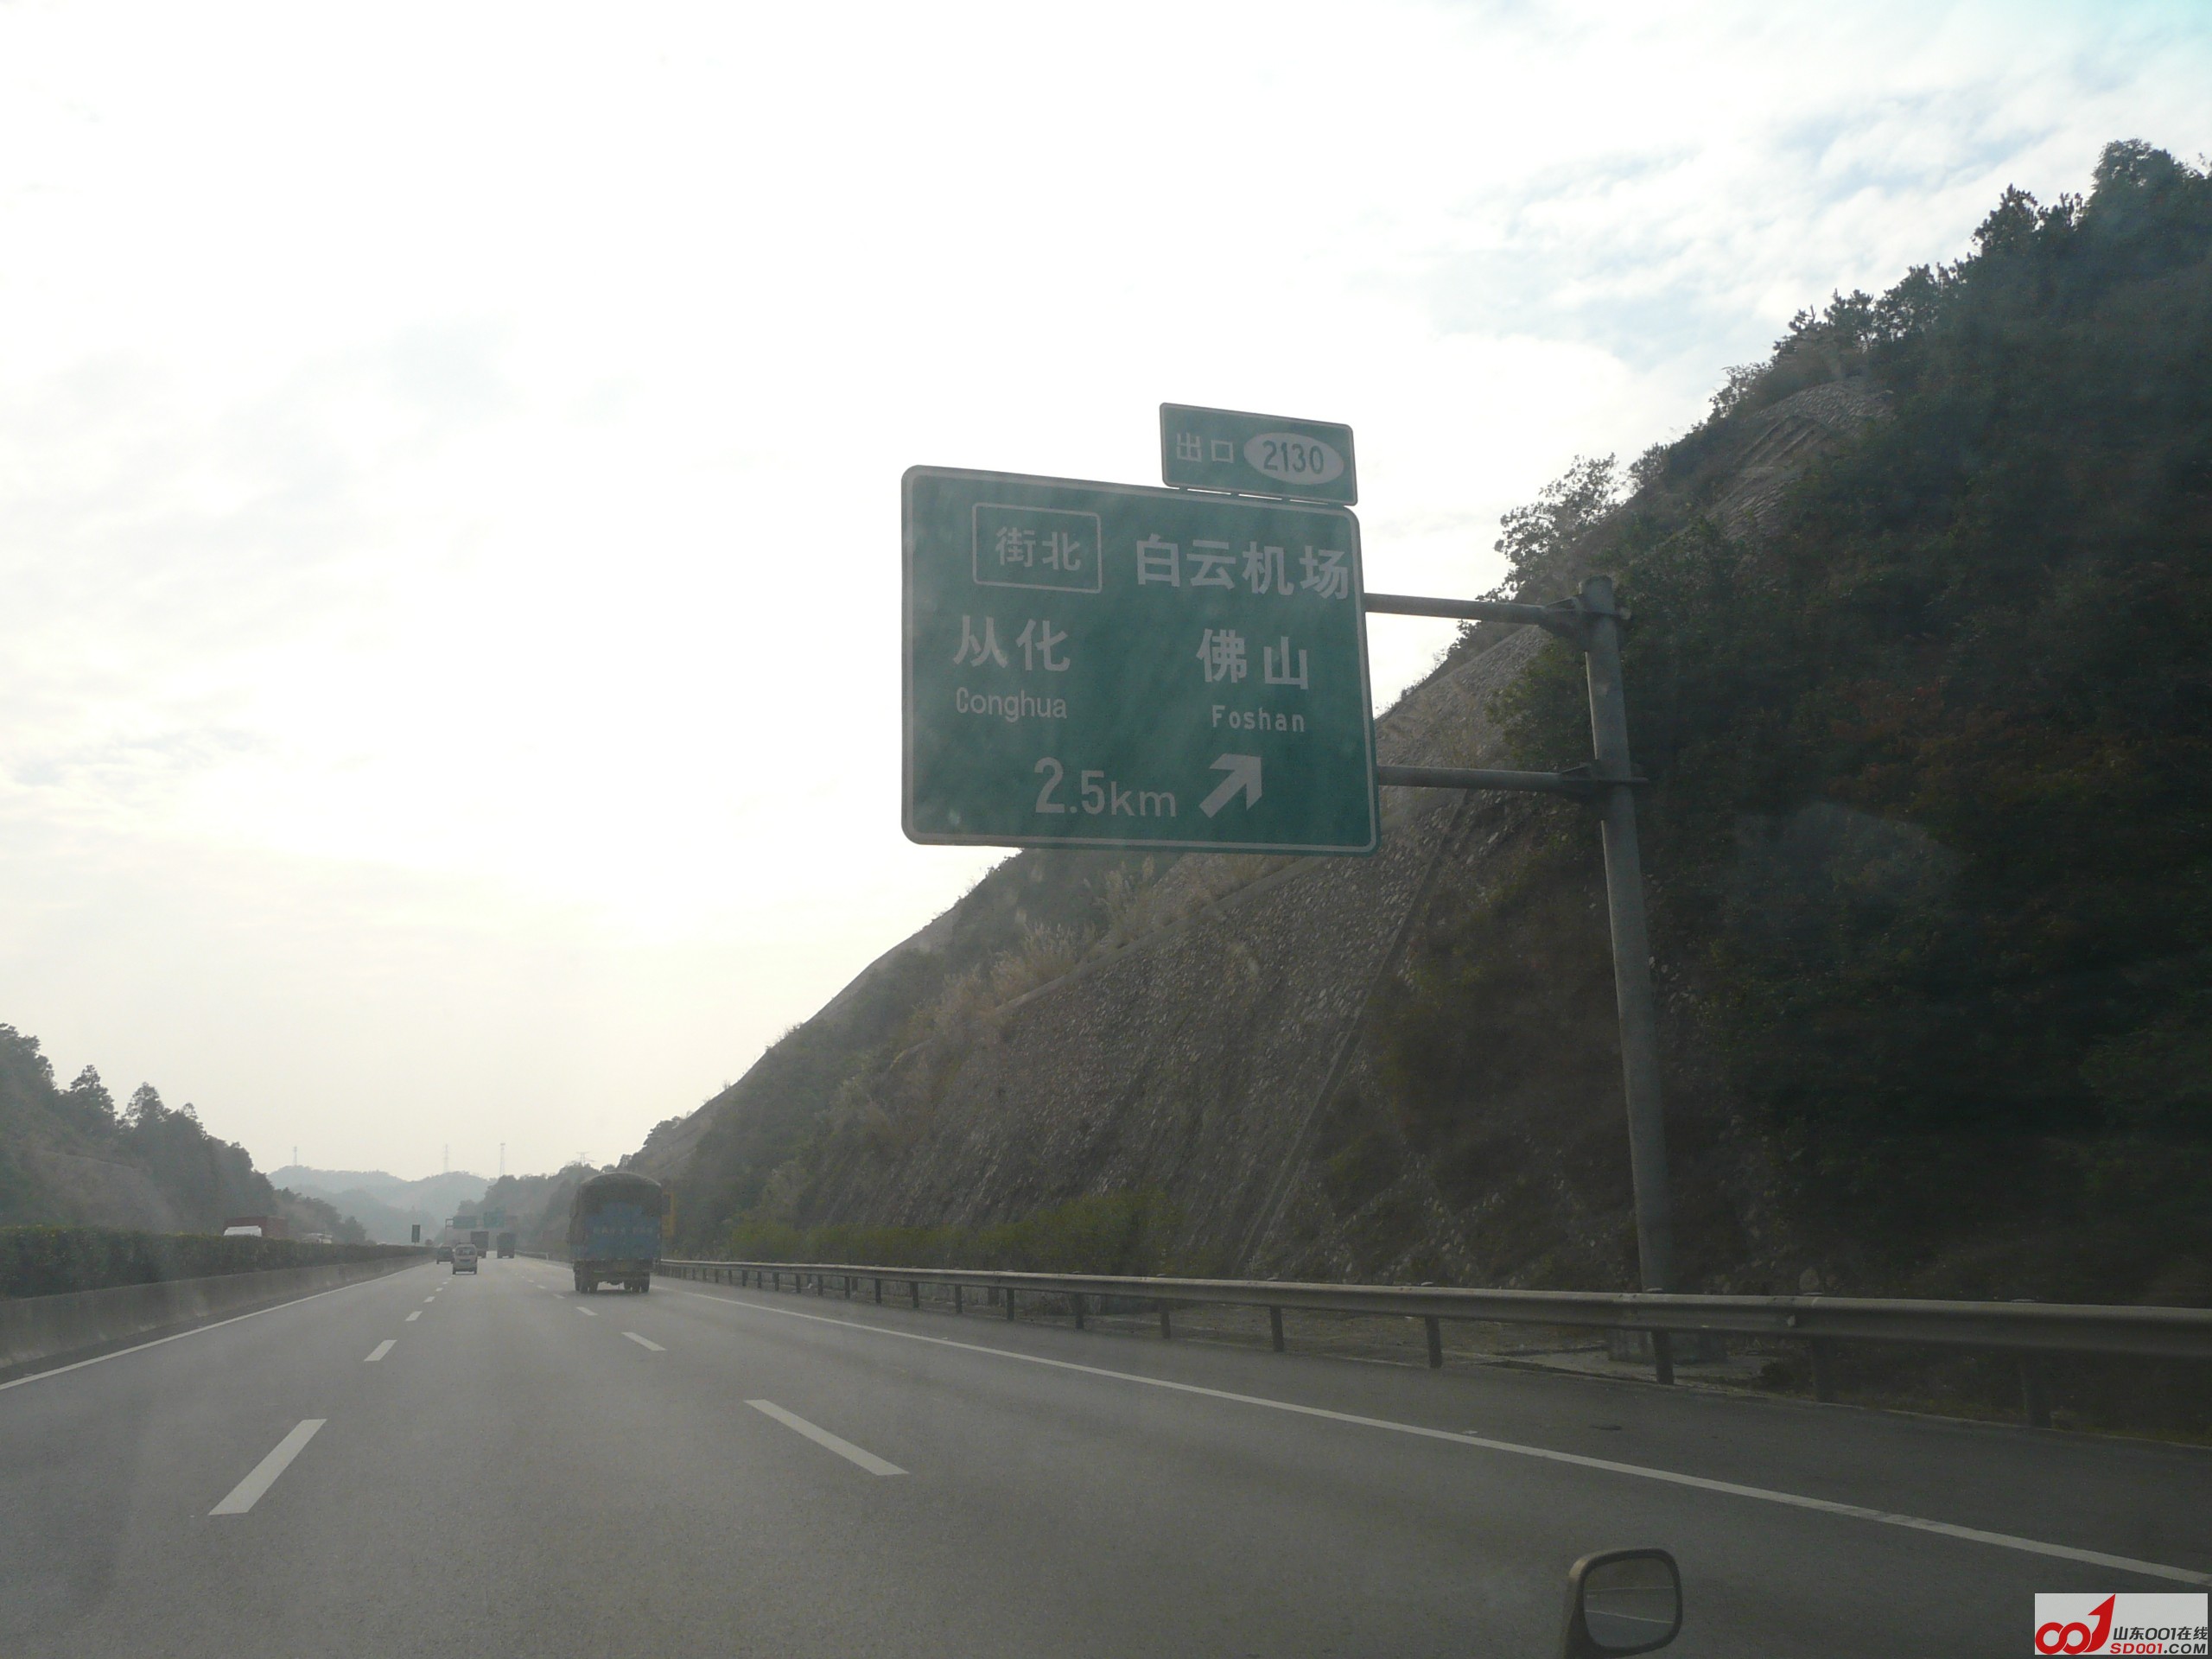 出口 2130
街北 白云机场
从化 佛山
Conghua Foshan
2.5km
山东001在线
SD001.COM